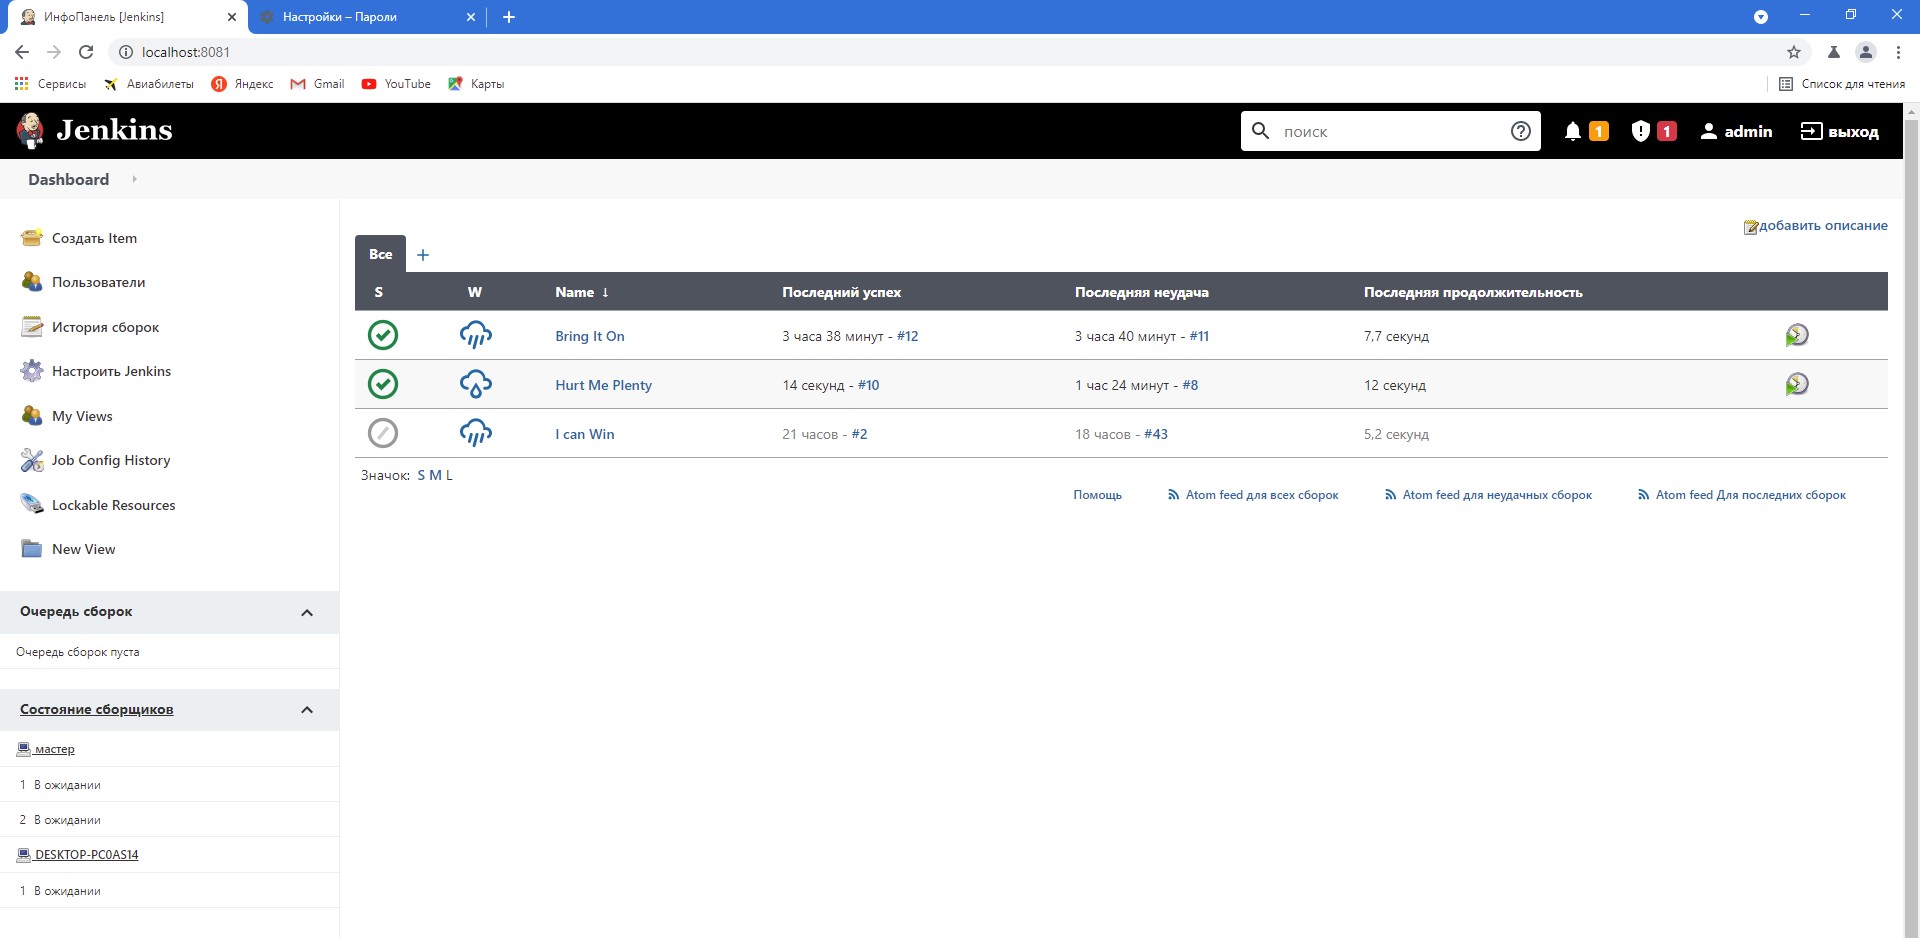 ИнфоПанель [Jenkins]
Настройки – Пароли
localhost:8081
Сервисы Авиабилеты Яндекс Gmail YouTube Карты Список для чтения
Jenkins поиск 1 1 admin выход
Dashboard
добавить описание
Создать Item
Пользователи
История сборок
Настроить Jenkins
My Views
Job Config History
Lockable Resources
New View
Очередь сборок
Очередь сборок пуста
Состояние сборщиков
мастер
1 В ожидании
2 В ожидании
DESKTOP-PC0AS14
1 В ожидании
Все +
S W Name ↓ Последний успех Последняя неудача Последняя продолжительность
Bring It On 3 часа 38 минут - #12 3 часа 40 минут - #11 7,7 секунд
Hurt Me Plenty 14 секунд - #10 1 час 24 минут - #8 12 секунд
I can Win 21 часов - #2 18 часов - #43 5,2 секунд
Значок: S M L
Помощь Atom feed для всех сборок Atom feed для неудачных сборок Atom feed Для последних сборок